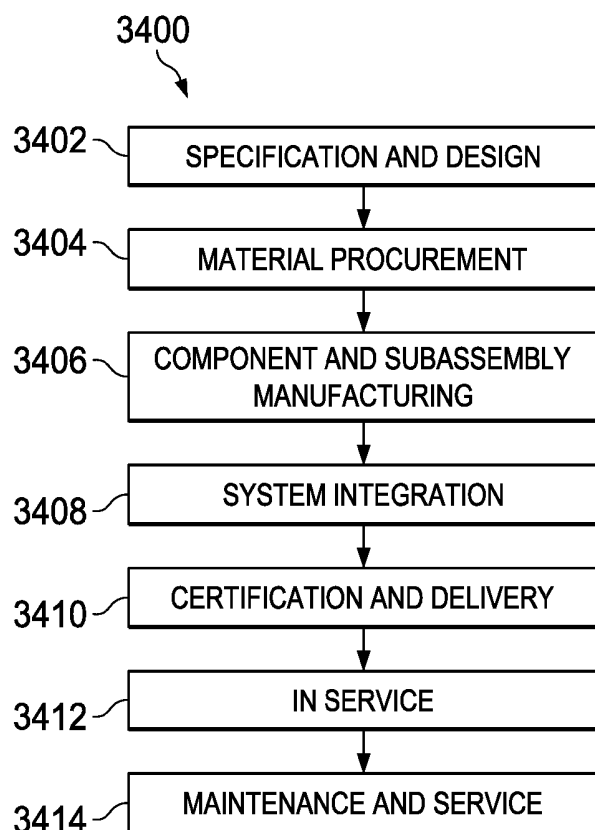 3400
3402
SPECIFICATION AND DESIGN
3404
MATERIAL PROCUREMENT
3406
COMPONENT AND SUBASSEMBLY
MANUFACTURING
3408
SYSTEM INTEGRATION
3410
CERTIFICATION AND DELIVERY
3412
IN SERVICE
3414
MAINTENANCE AND SERVICE